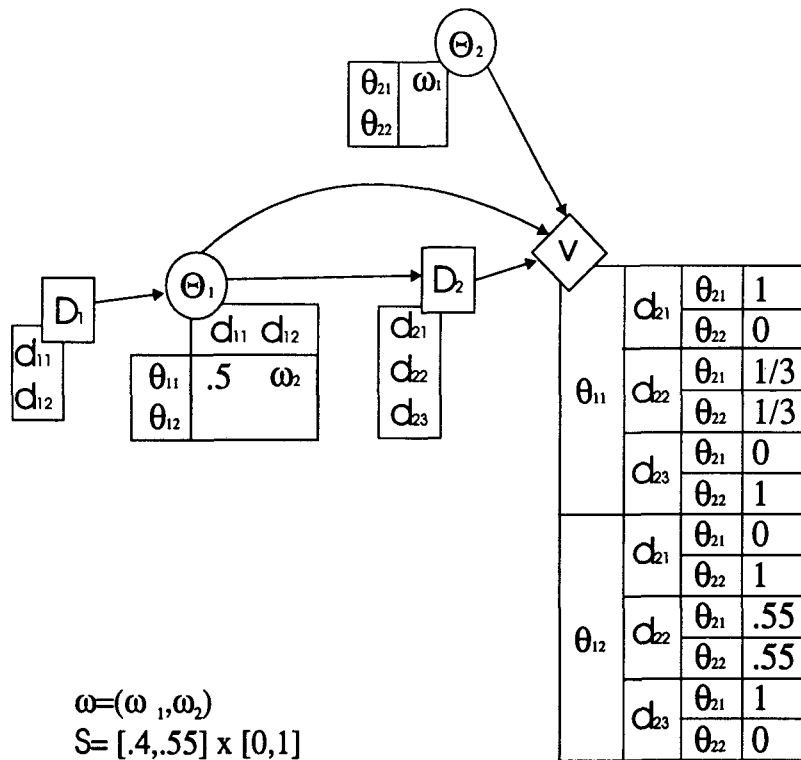 Θ₂
θ₂₁ ω₁
θ₂₂
V
D₁
d₁₁
d₁₂
Θ₁
d₁₁ d₁₂
θ₁₁ .5 ω₂
θ₁₂
D₂
d₂₁
d₂₂
d₂₃
θ₁₁ d₂₁ θ₂₁ 1
θ₂₂ 0
d₂₂ θ₂₁ 1/3
θ₂₂ 1/3
d₂₃ θ₂₁ 0
θ₂₂ 1
θ₁₂ d₂₁ θ₂₁ 0
θ₂₂ 1
d₂₂ θ₂₁ .55
θ₂₂ .55
d₂₃ θ₂₁ 1
θ₂₂ 0
ω=(ω ₁,ω₂)
S= [.4,.55] x [0,1]